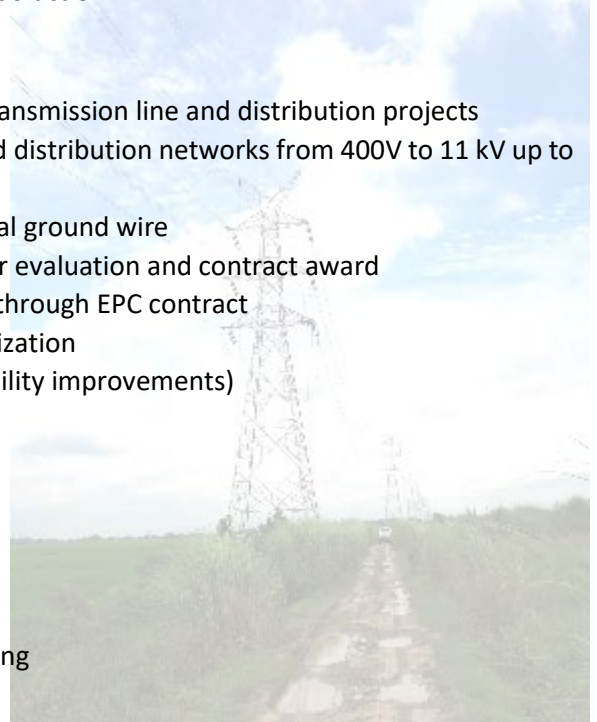 ansmission line and distribution projects
d distribution networks from 400V to 11 kV up to
al ground wire
r evaluation and contract award
through EPC contract
ization
ility improvements)
ng